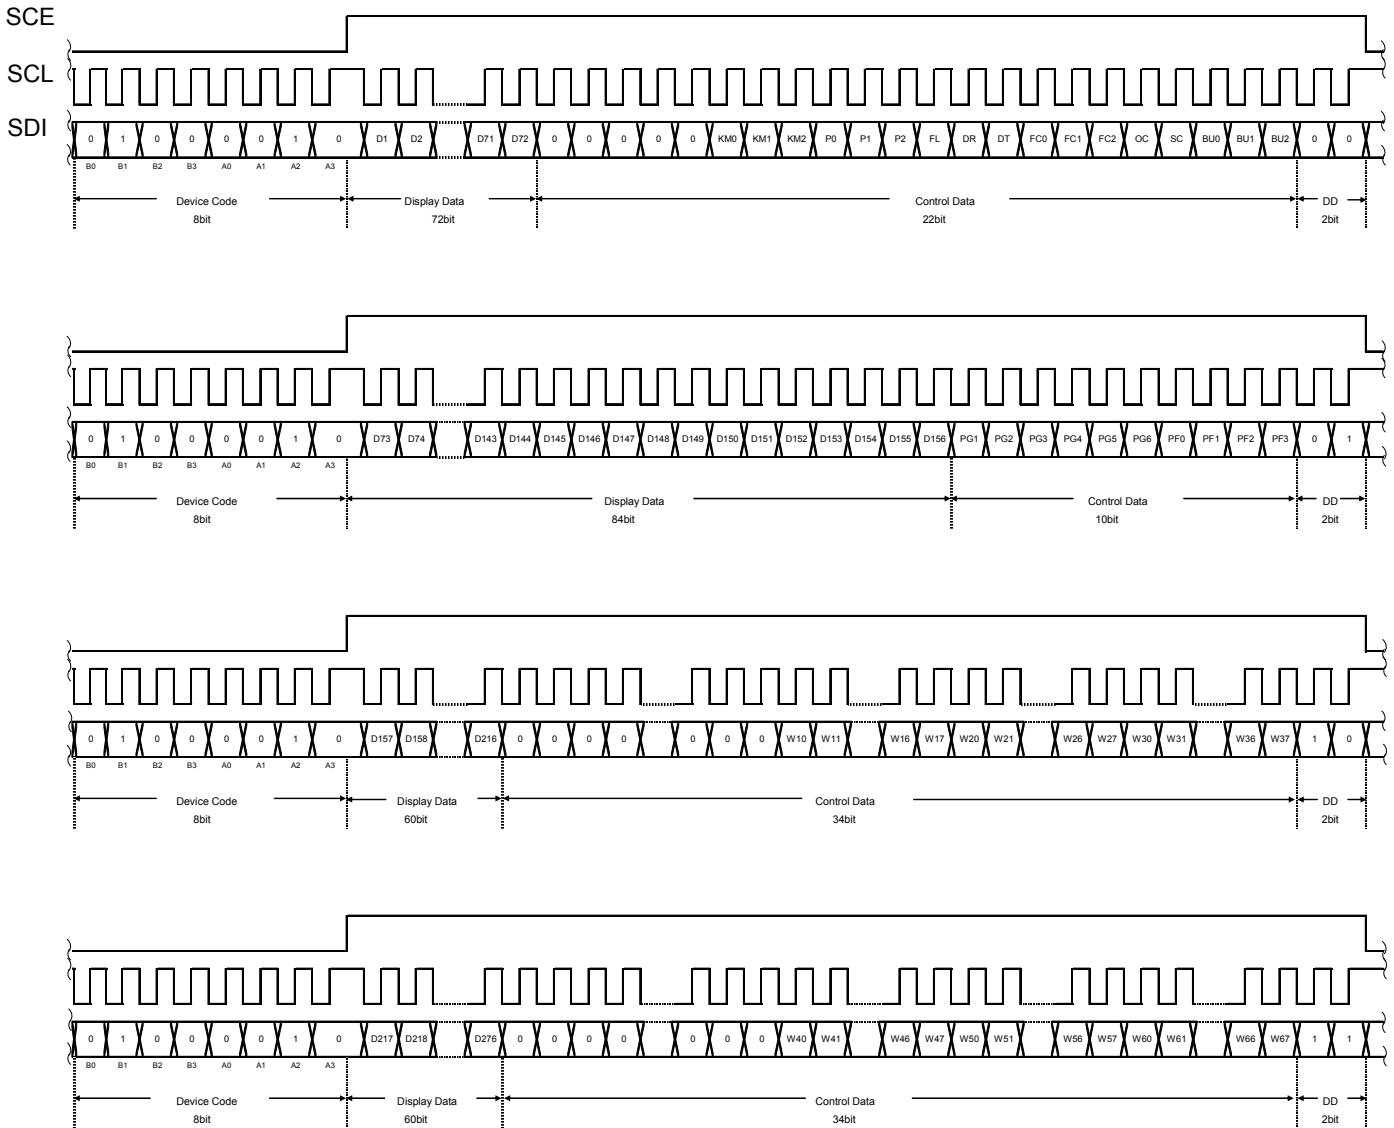 SCE
SCL
SDI
0 1 0 0 0 0 1 0 D1 D2 D71 D72 0 0 0 0 0 KM0 KM1 KM2 P0 P1 P2 FL DR DT FC0 FC1 FC2 OC SC BU0 BU1 BU2 0 0
B0 B1 B2 B3 A0 A1 A2 A3
Device Code Display Data Control Data DD
8bit 72bit 22bit 2bit
0 1 0 0 0 0 1 0 D73 D74 D143 D144 D145 D146 D147 D148 D149 D150 D151 D152 D153 D154 D155 D156 PG1 PG2 PG3 PG4 PG5 PG6 PF0 PF1 PF2 PF3 0 1
B0 B1 B2 B3 A0 A1 A2 A3
Device Code Display Data Control Data DD
8bit 84bit 10bit 2bit
0 1 0 0 0 0 1 0 D157 D158 D216 0 0 0 0 0 0 0 W10 W11 W16 W17 W20 W21 W26 W27 W30 W31 W36 W37 1 0
B0 B1 B2 B3 A0 A1 A2 A3
Device Code Display Data Control Data DD
8bit 60bit 34bit 2bit
0 1 0 0 0 0 1 0 D217 D218 D276 0 0 0 0 0 0 0 W40 W41 W46 W47 W50 W51 W56 W57 W60 W61 W66 W67 1 1
B0 B1 B2 B3 A0 A1 A2 A3
Device Code Display Data Control Data DD
8bit 60bit 34bit 2bit